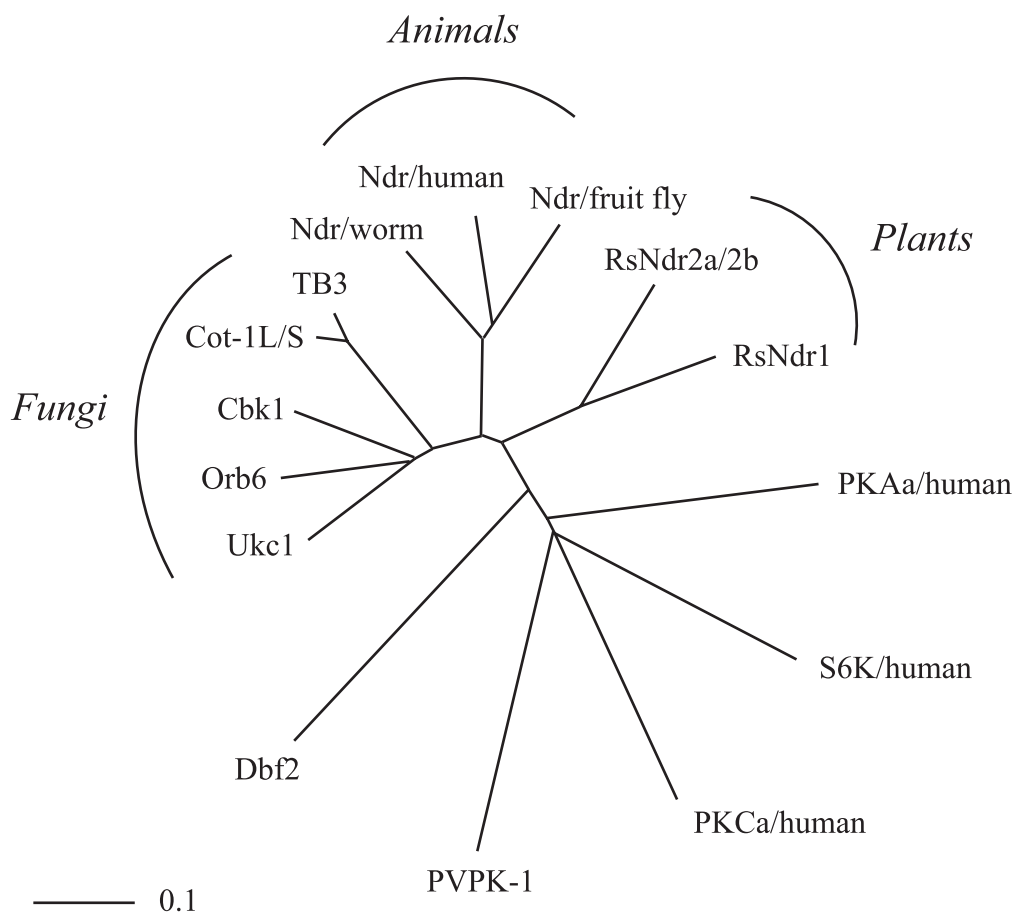 Animals
Ndr/human
Ndr/fruit fly
Ndr/worm
Plants
RsNdr2a/2b
TB3
Cot-1L/S
RsNdr1
Fungi
Cbk1
Orb6
PKAa/human
Ukc1
S6K/human
Dbf2
PKCa/human
PVPK-1
0.1